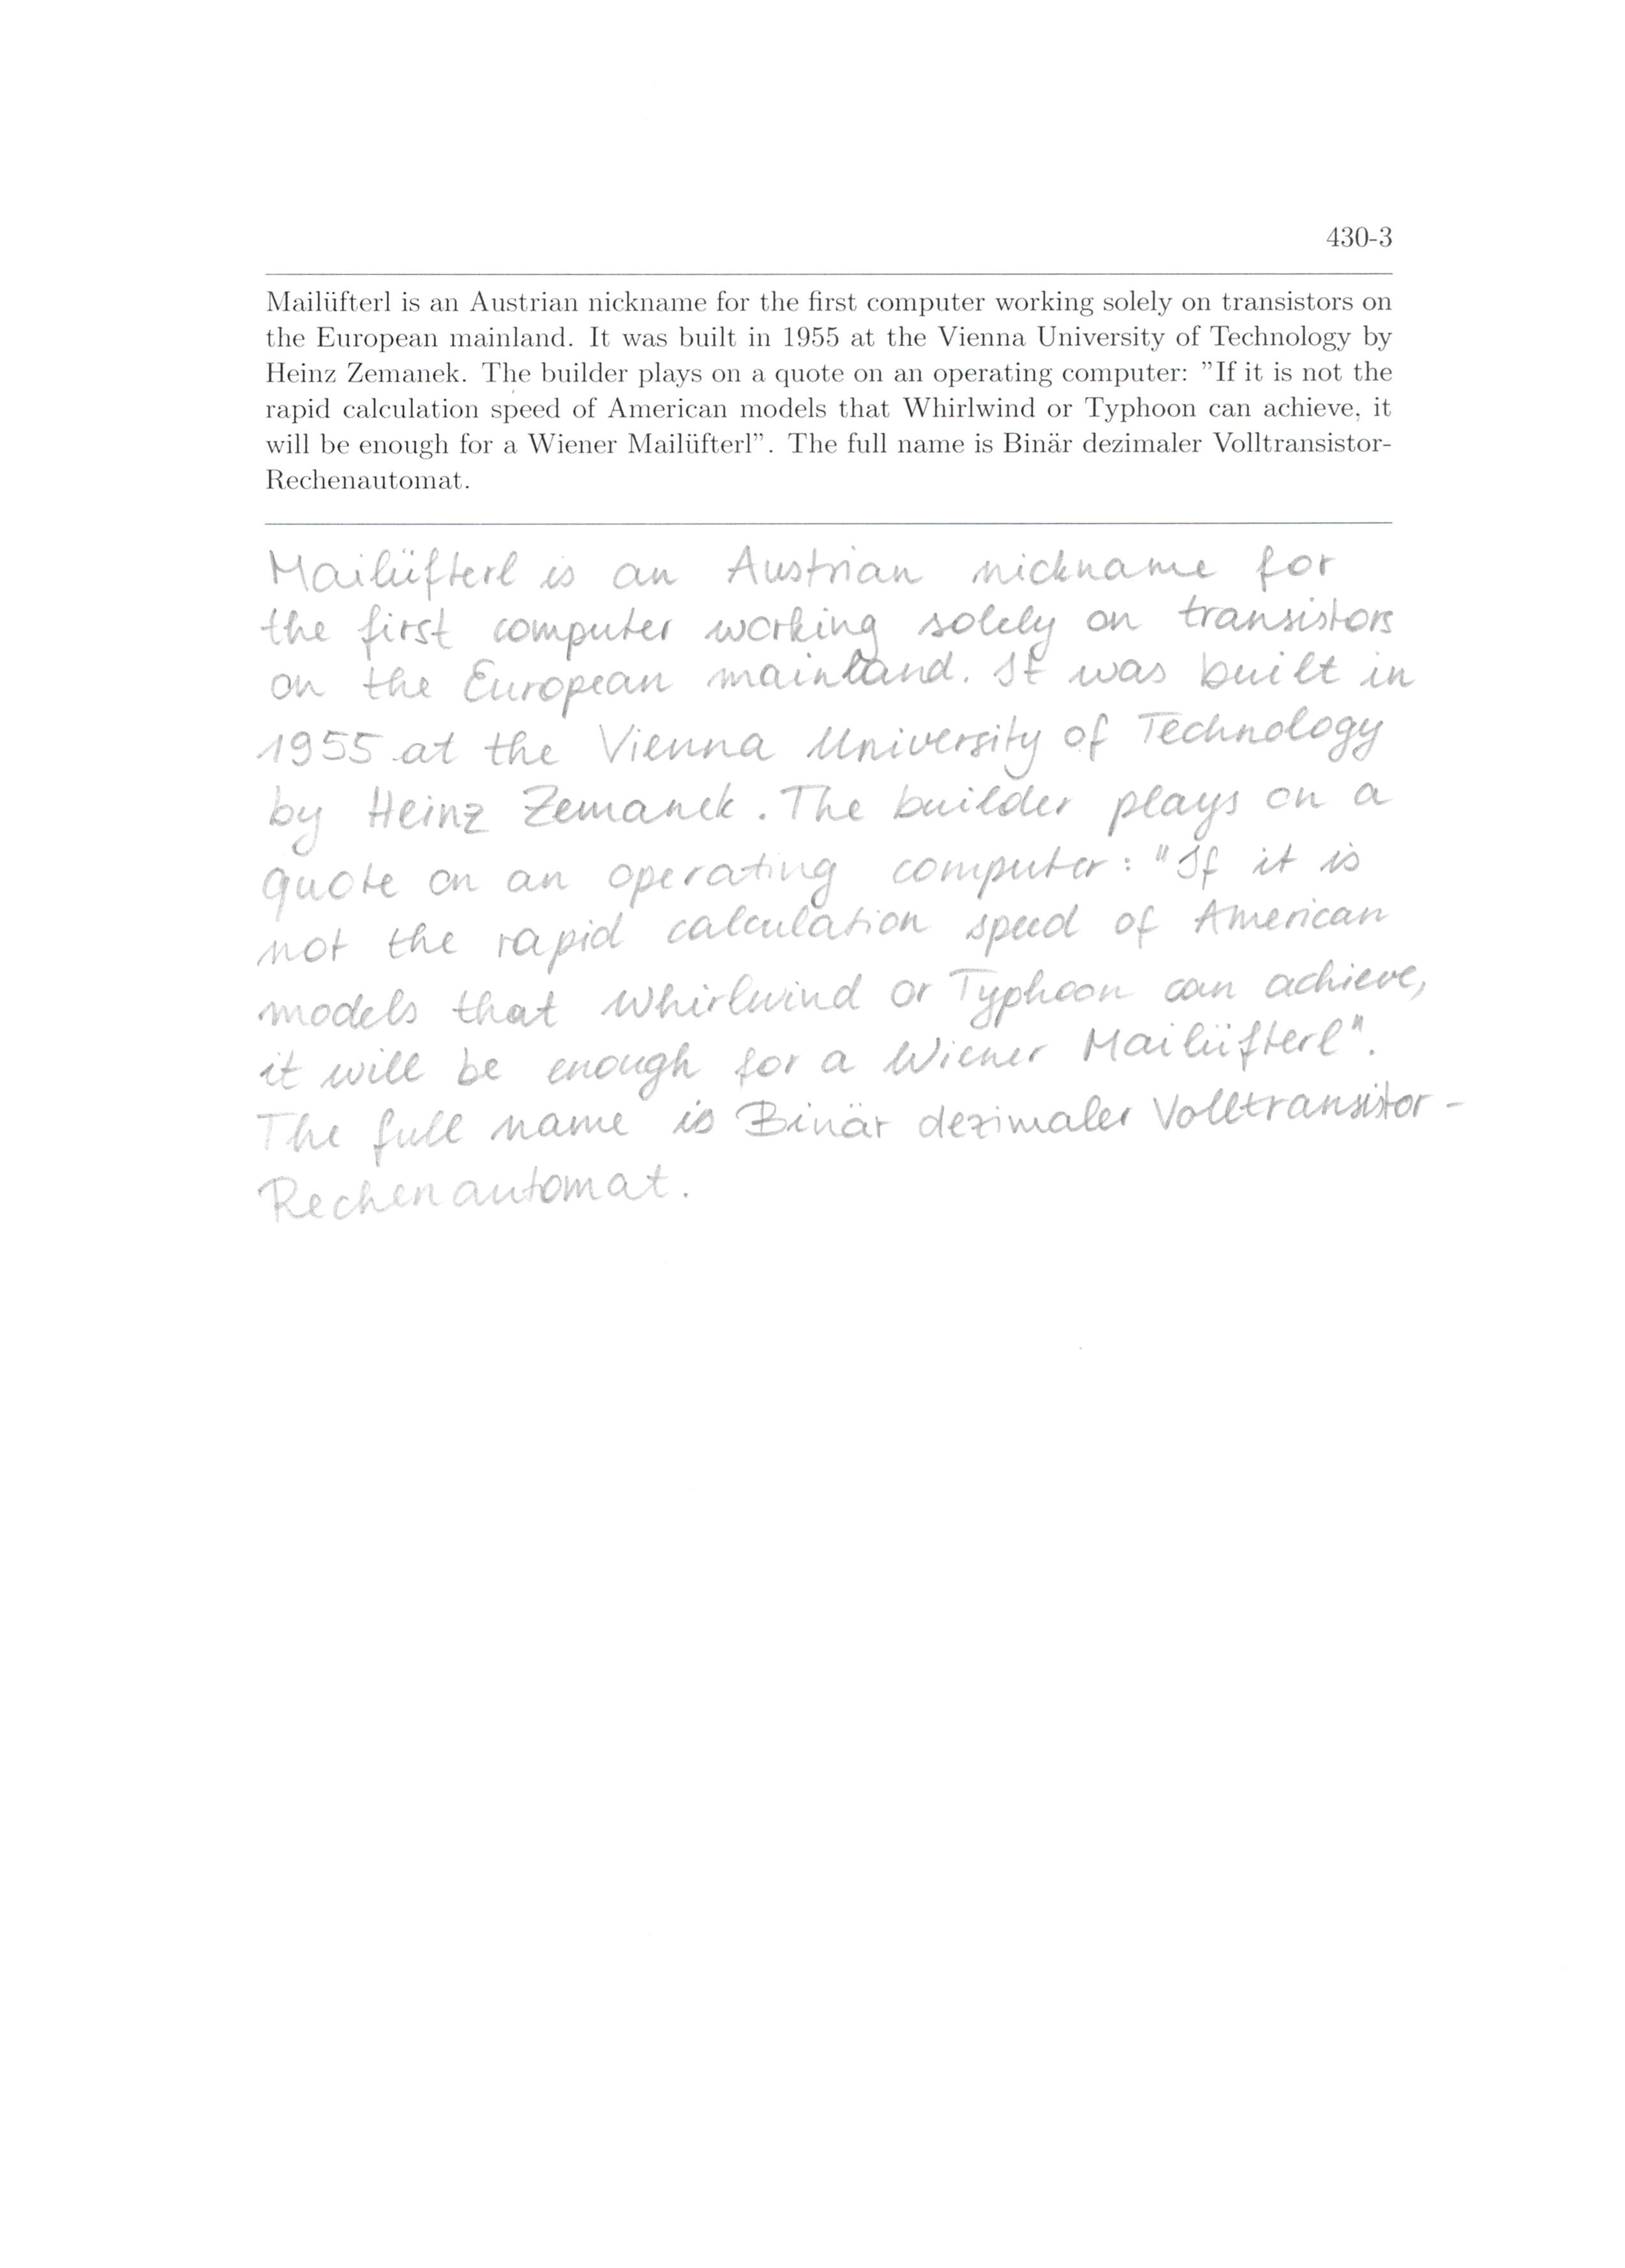 430-3
Mailüfterl is an Austrian nickname for the first computer working solely on transistors on
the European mainland. It was built in 1955 at the Vienna University of Technology by
Heinz Zemanek. The builder plays on a quote on an operating computer: ”If it is not the
rapid calculation speed of American models that Whirlwind or Typhoon can achieve, it
will be enough for a Wiener Mailüfterl”. The full name is Binär dezimaler Volltransistor-
Rechenautomat.
Mailüfterl is an Austrian nickname for
the first computer working solely on transistors
on the European mainland. It was built in
1955 at the Vienna University of Technology
by Heinz Zemanek. The builder plays on a
quote on an operating computer: "If it is
not the rapid calculation speed of American
models that Whirlwind or Typhoon can achieve,
it will be enough for a Wiener Mailüfterl".
The full name is Binär dezimaler Volltransistor-
Rechenautomat.